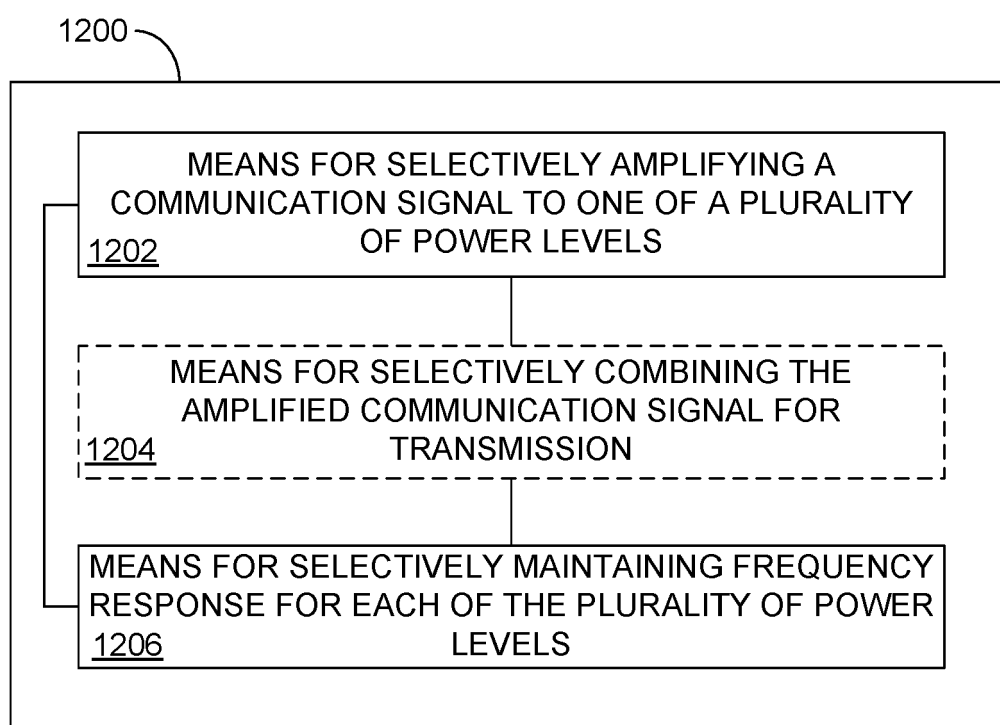 1200
MEANS FOR SELECTIVELY AMPLIFYING A
COMMUNICATION SIGNAL TO ONE OF A PLURALITY
OF POWER LEVELS
1202
MEANS FOR SELECTIVELY COMBINING THE
AMPLIFIED COMMUNICATION SIGNAL FOR
TRANSMISSION
1204
MEANS FOR SELECTIVELY MAINTAINING FREQUENCY
RESPONSE FOR EACH OF THE PLURALITY OF POWER
LEVELS
1206